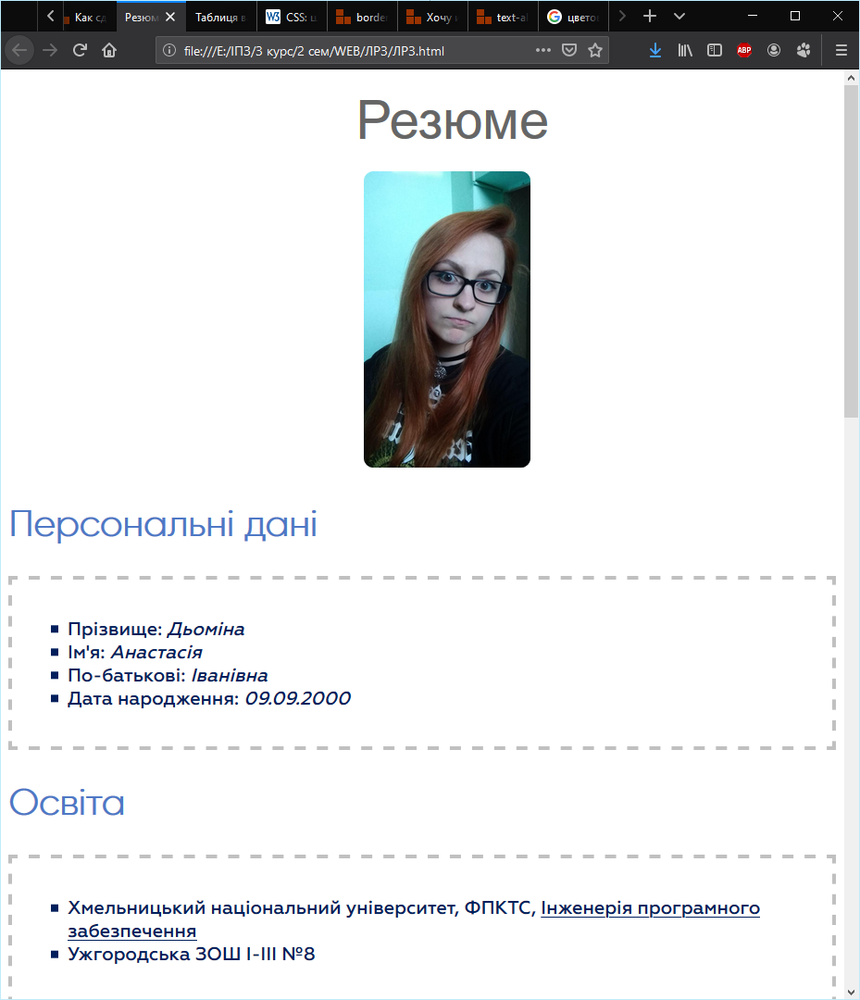 Как сд
Резюм
Таблиця в
W3 CSS: ц
borde
Хочу и
text-al
цвето
file:///E:/ІПЗ/3 курс/2 сем/WEB/ЛР3/ЛР3.html
ABP
Резюме
Персональні дані
Прізвище: Дьоміна
Ім'я: Анастасія
По-батькові: Іванівна
Дата народження: 09.09.2000
Освіта
Хмельницький національний університет, ФПКТС, Інженерія програмного
забезпечення
Ужгородська ЗОШ І-ІІІ №8